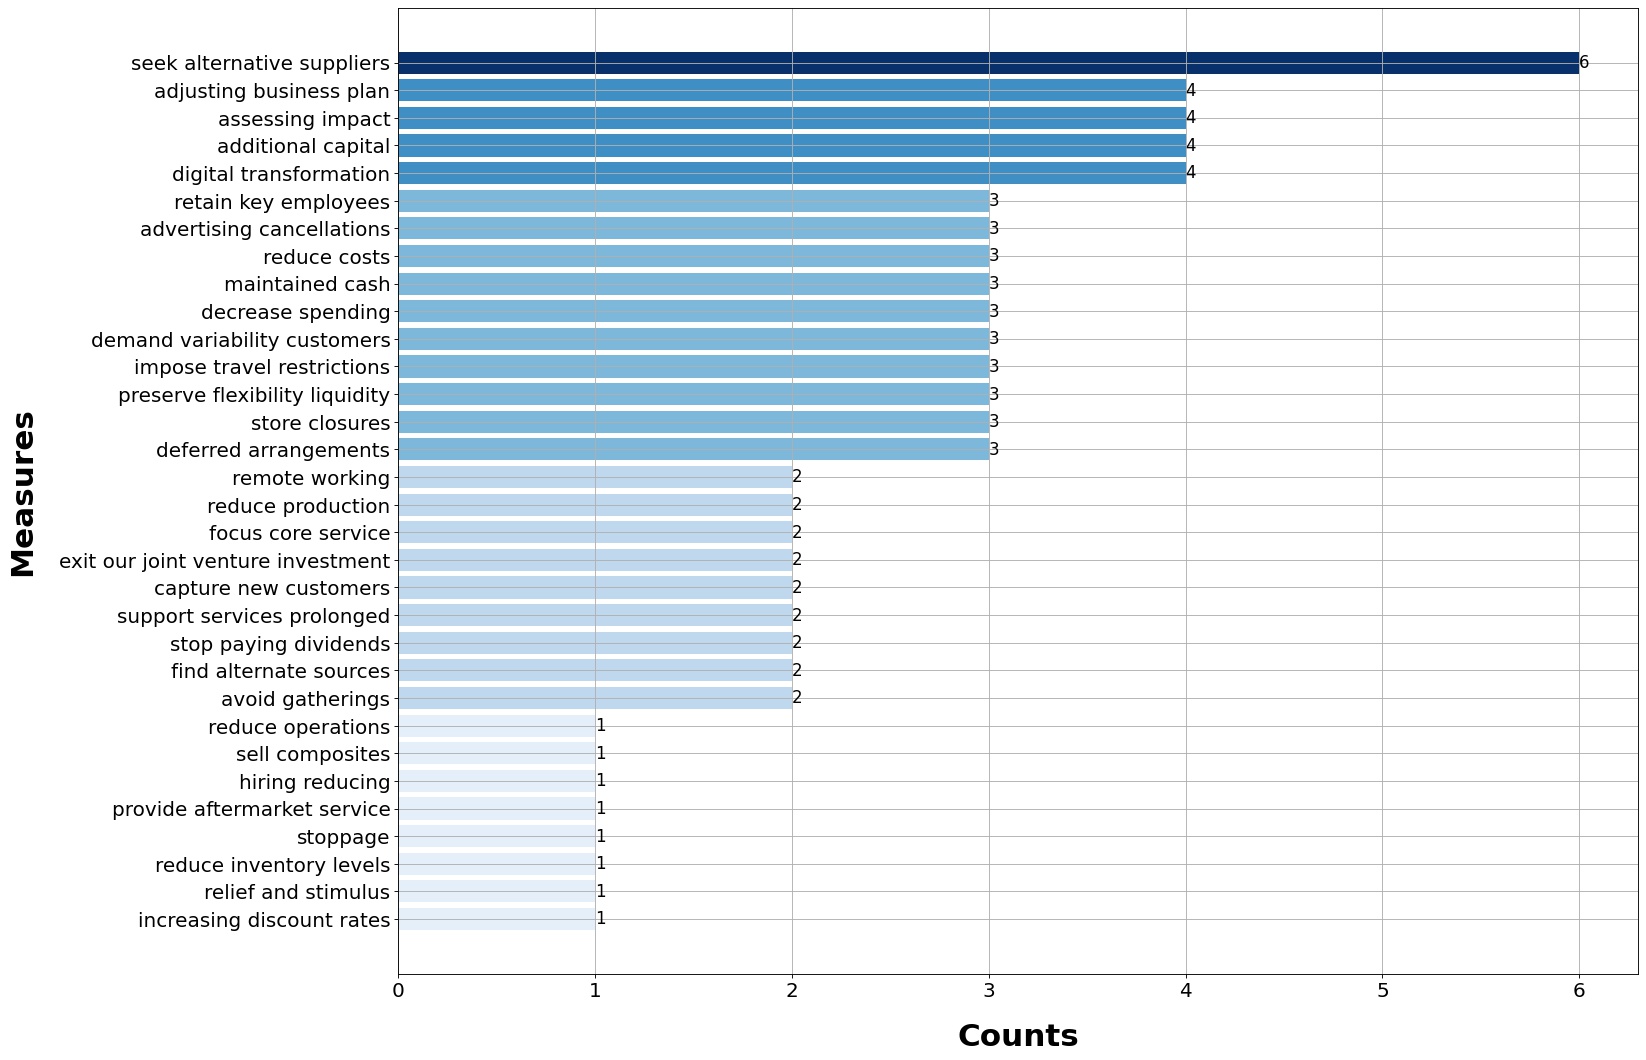 seek alternative suppliers 6
adjusting business plan 4
assessing impact 4
additional capital 4
digital transformation 4
retain key employees 3
advertising cancellations 3
reduce costs 3
maintained cash 3
decrease spending 3
demand variability customers 3
impose travel restrictions 3
preserve flexibility liquidity 3
store closures 3
deferred arrangements 3
remote working 2
reduce production 2
focus core service 2
exit our joint venture investment 2
capture new customers 2
support services prolonged 2
stop paying dividends 2
find alternate sources 2
avoid gatherings 2
reduce operations 1
sell composites 1
hiring reducing 1
provide aftermarket service 1
stoppage 1
reduce inventory levels 1
relief and stimulus 1
increasing discount rates 1
Measures
0 1 2 3 4 5 6
Counts